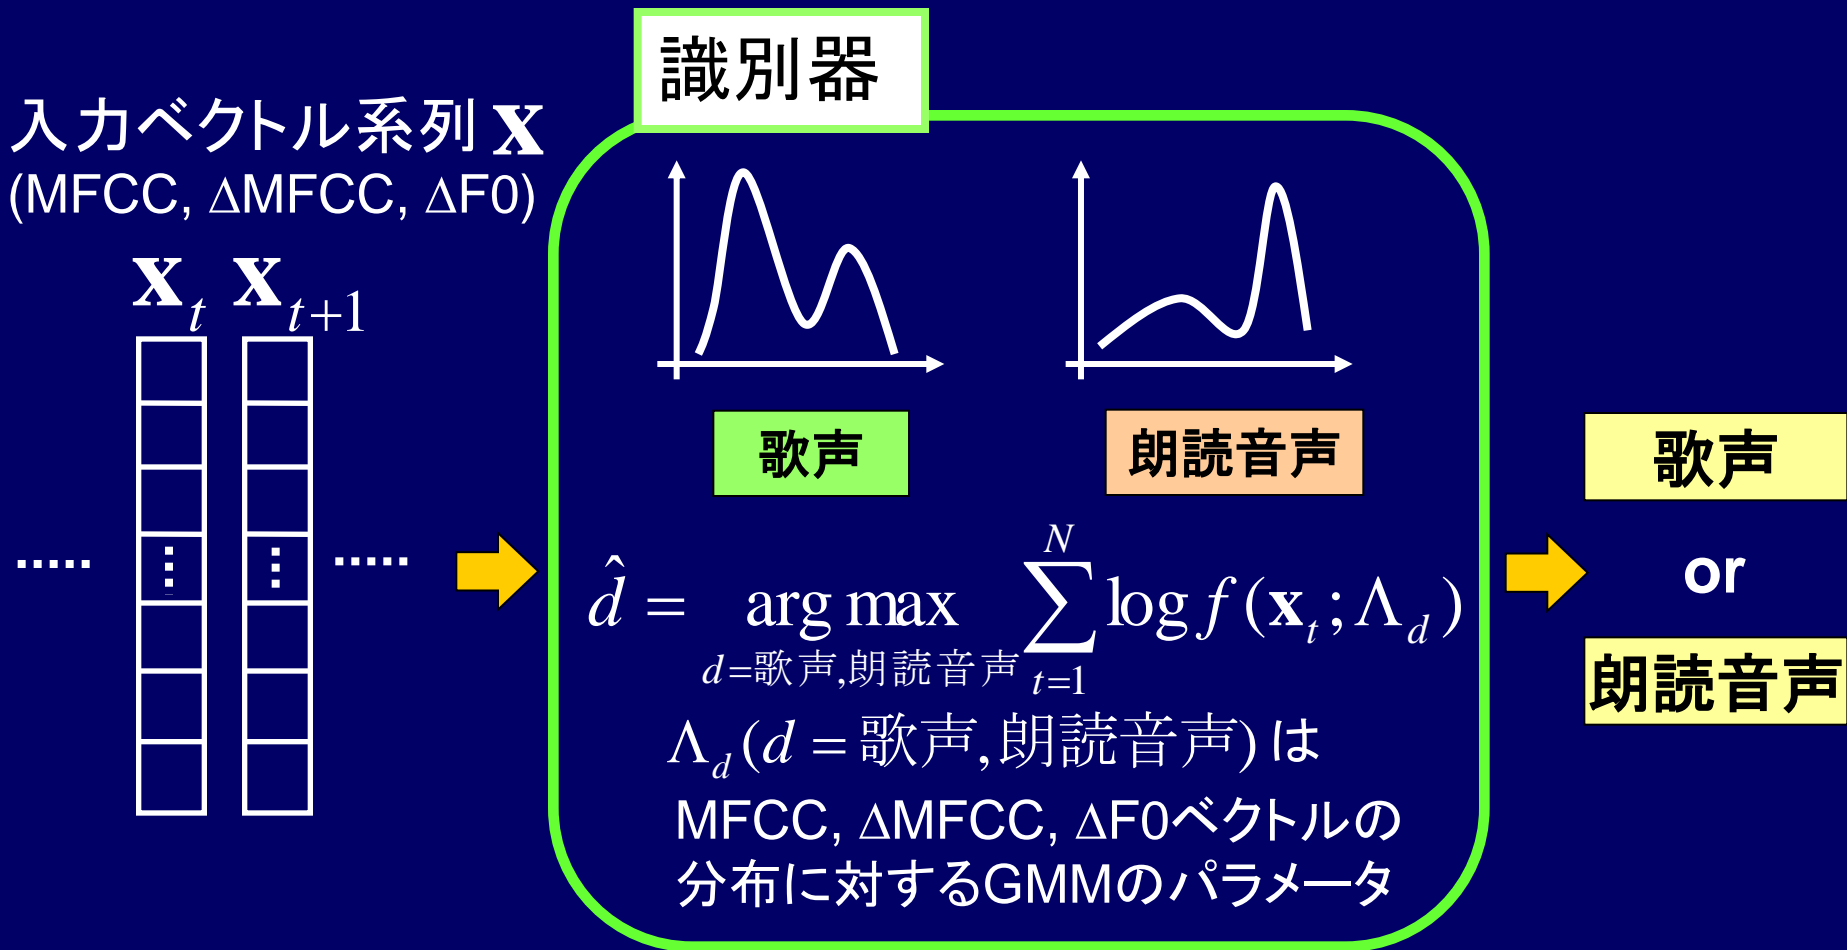 識別器
入力ベクトル系列 x
(MFCC, ΔMFCC, ΔF0)
x_t x_{t+1}
歌声
朗読音声
d̂ = arg max_{d=歌声,朗読音声} ∑_{t=1}^{N} log f(x_t; Λ_d)
Λ_d (d = 歌声, 朗読音声) は
MFCC, ΔMFCC, ΔF0ベクトルの
分布に対するGMMのパラメータ
歌声
or
朗読音声